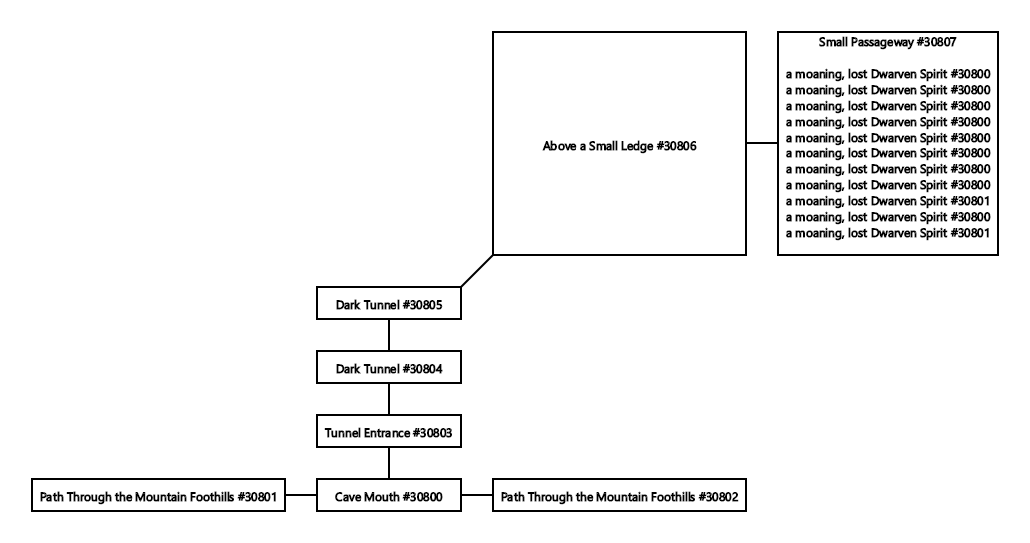 Small Passageway #30807
a moaning, lost Dwarven Spirit #30800
a moaning, lost Dwarven Spirit #30800
a moaning, lost Dwarven Spirit #30800
a moaning, lost Dwarven Spirit #30800
a moaning, lost Dwarven Spirit #30800
a moaning, lost Dwarven Spirit #30800
a moaning, lost Dwarven Spirit #30800
a moaning, lost Dwarven Spirit #30800
a moaning, lost Dwarven Spirit #30801
a moaning, lost Dwarven Spirit #30800
a moaning, lost Dwarven Spirit #30801
Above a Small Ledge #30806
Dark Tunnel #30805
Dark Tunnel #30804
Tunnel Entrance #30803
Path Through the Mountain Foothills #30801
Cave Mouth #30800
Path Through the Mountain Foothills #30802